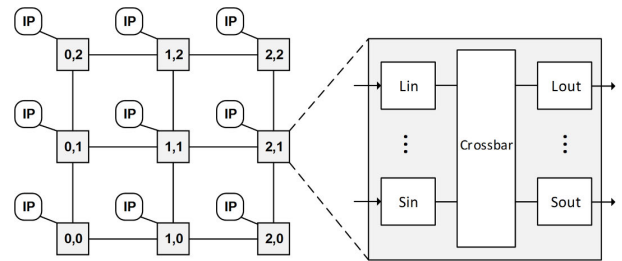 IP IP IP
0,2 1,2 2,2
IP IP IP
0,1 1,1 2,1
IP IP IP
0,0 1,0 2,0
Lin Lout
Crossbar
Sin Sout